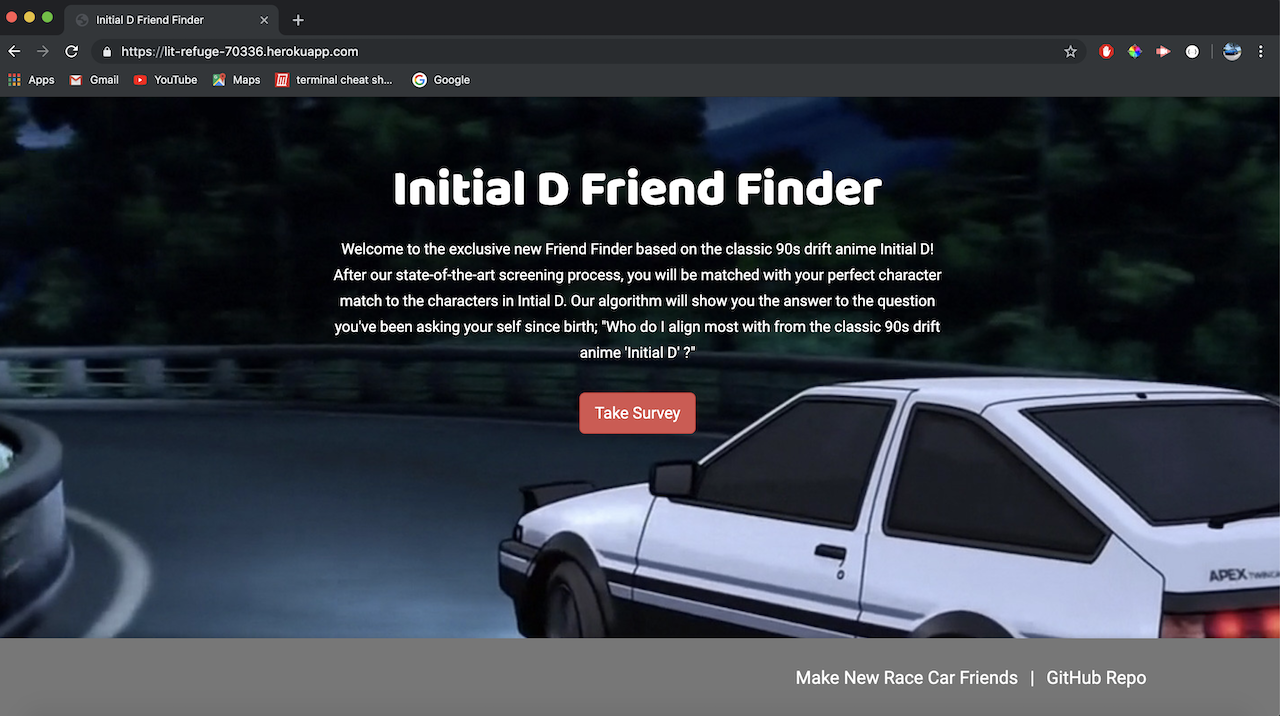 Initial D Friend Finder
https://lit-refuge-70336.herokuapp.com
Apps
Gmail
YouTube
Maps
terminal cheat sh...
Google
Initial D Friend Finder
Welcome to the exclusive new Friend Finder based on the classic 90s drift anime Initial D!
After our state-of-the-art screening process, you will be matched with your perfect character
match to the characters in Intial D. Our algorithm will show you the answer to the question
you've been asking your self since birth; "Who do I align most with from the classic 90s drift
anime 'Initial D' ?"
Take Survey
APEX
Make New Race Car Friends | GitHub Repo